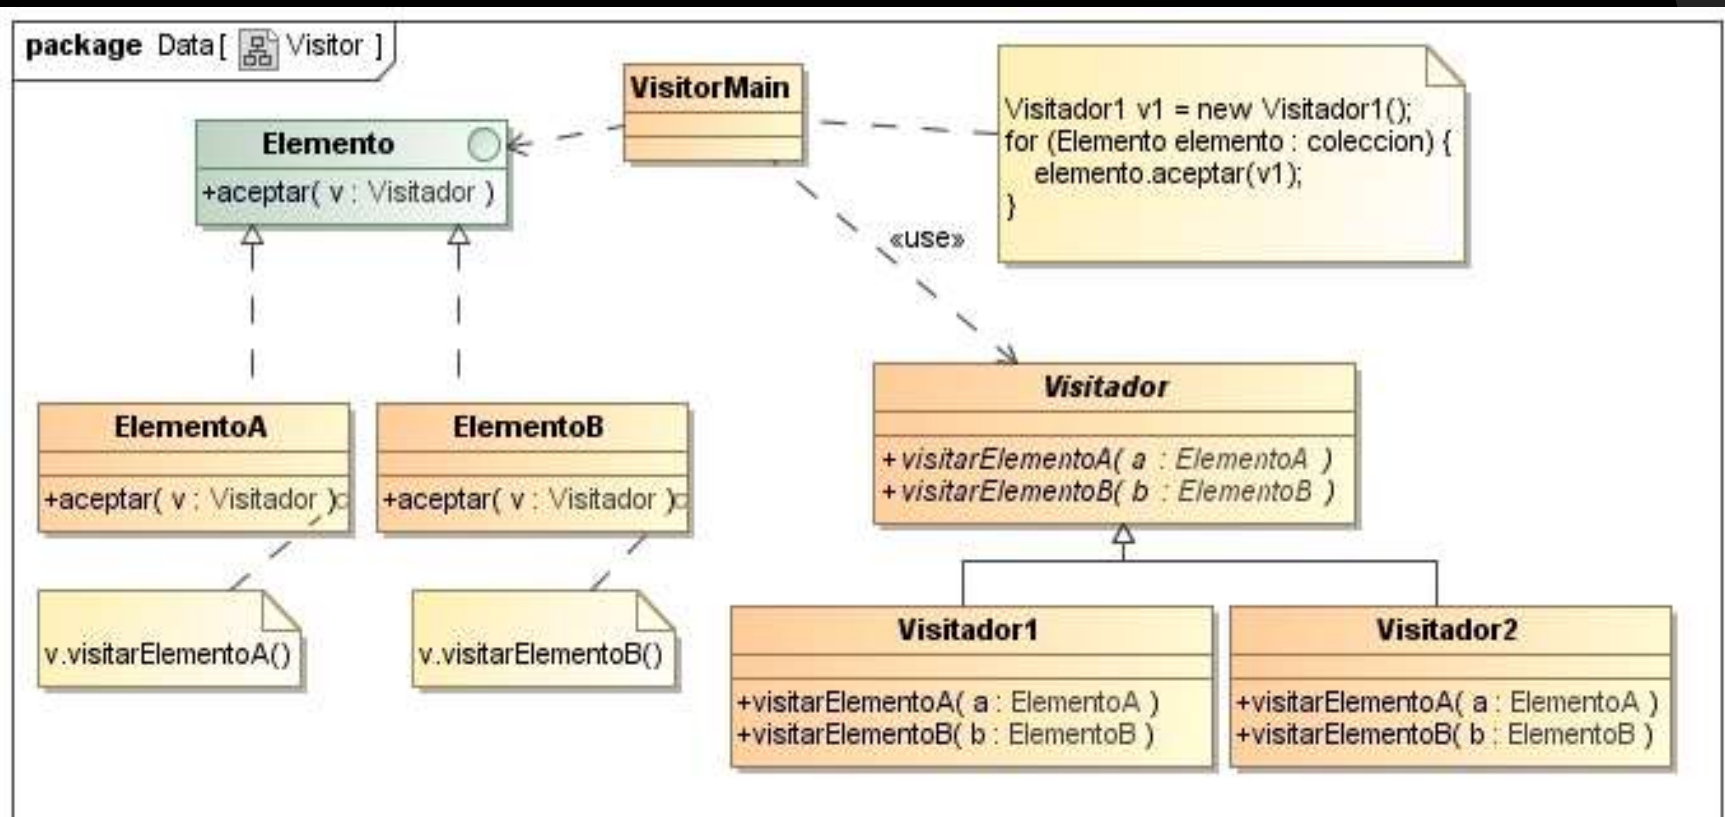 package Data[ Visitor ]
VisitorMain
Visitador1 v1 = new Visitador1();
for (Elemento elemento : coleccion) {
elemento.aceptar(v1);
}
Elemento
+aceptar( v : Visitador )
«use»
Visitador
+visitarElementoA( a : ElementoA )
+visitarElementoB( b : ElementoB )
ElementoA
+aceptar( v : Visitador )
ElementoB
+aceptar( v : Visitador )
v.visitarElementoA()
v.visitarElementoB()
Visitador1
+visitarElementoA( a : ElementoA )
+visitarElementoB( b : ElementoB )
Visitador2
+visitarElementoA( a : ElementoA )
+visitarElementoB( b : ElementoB )